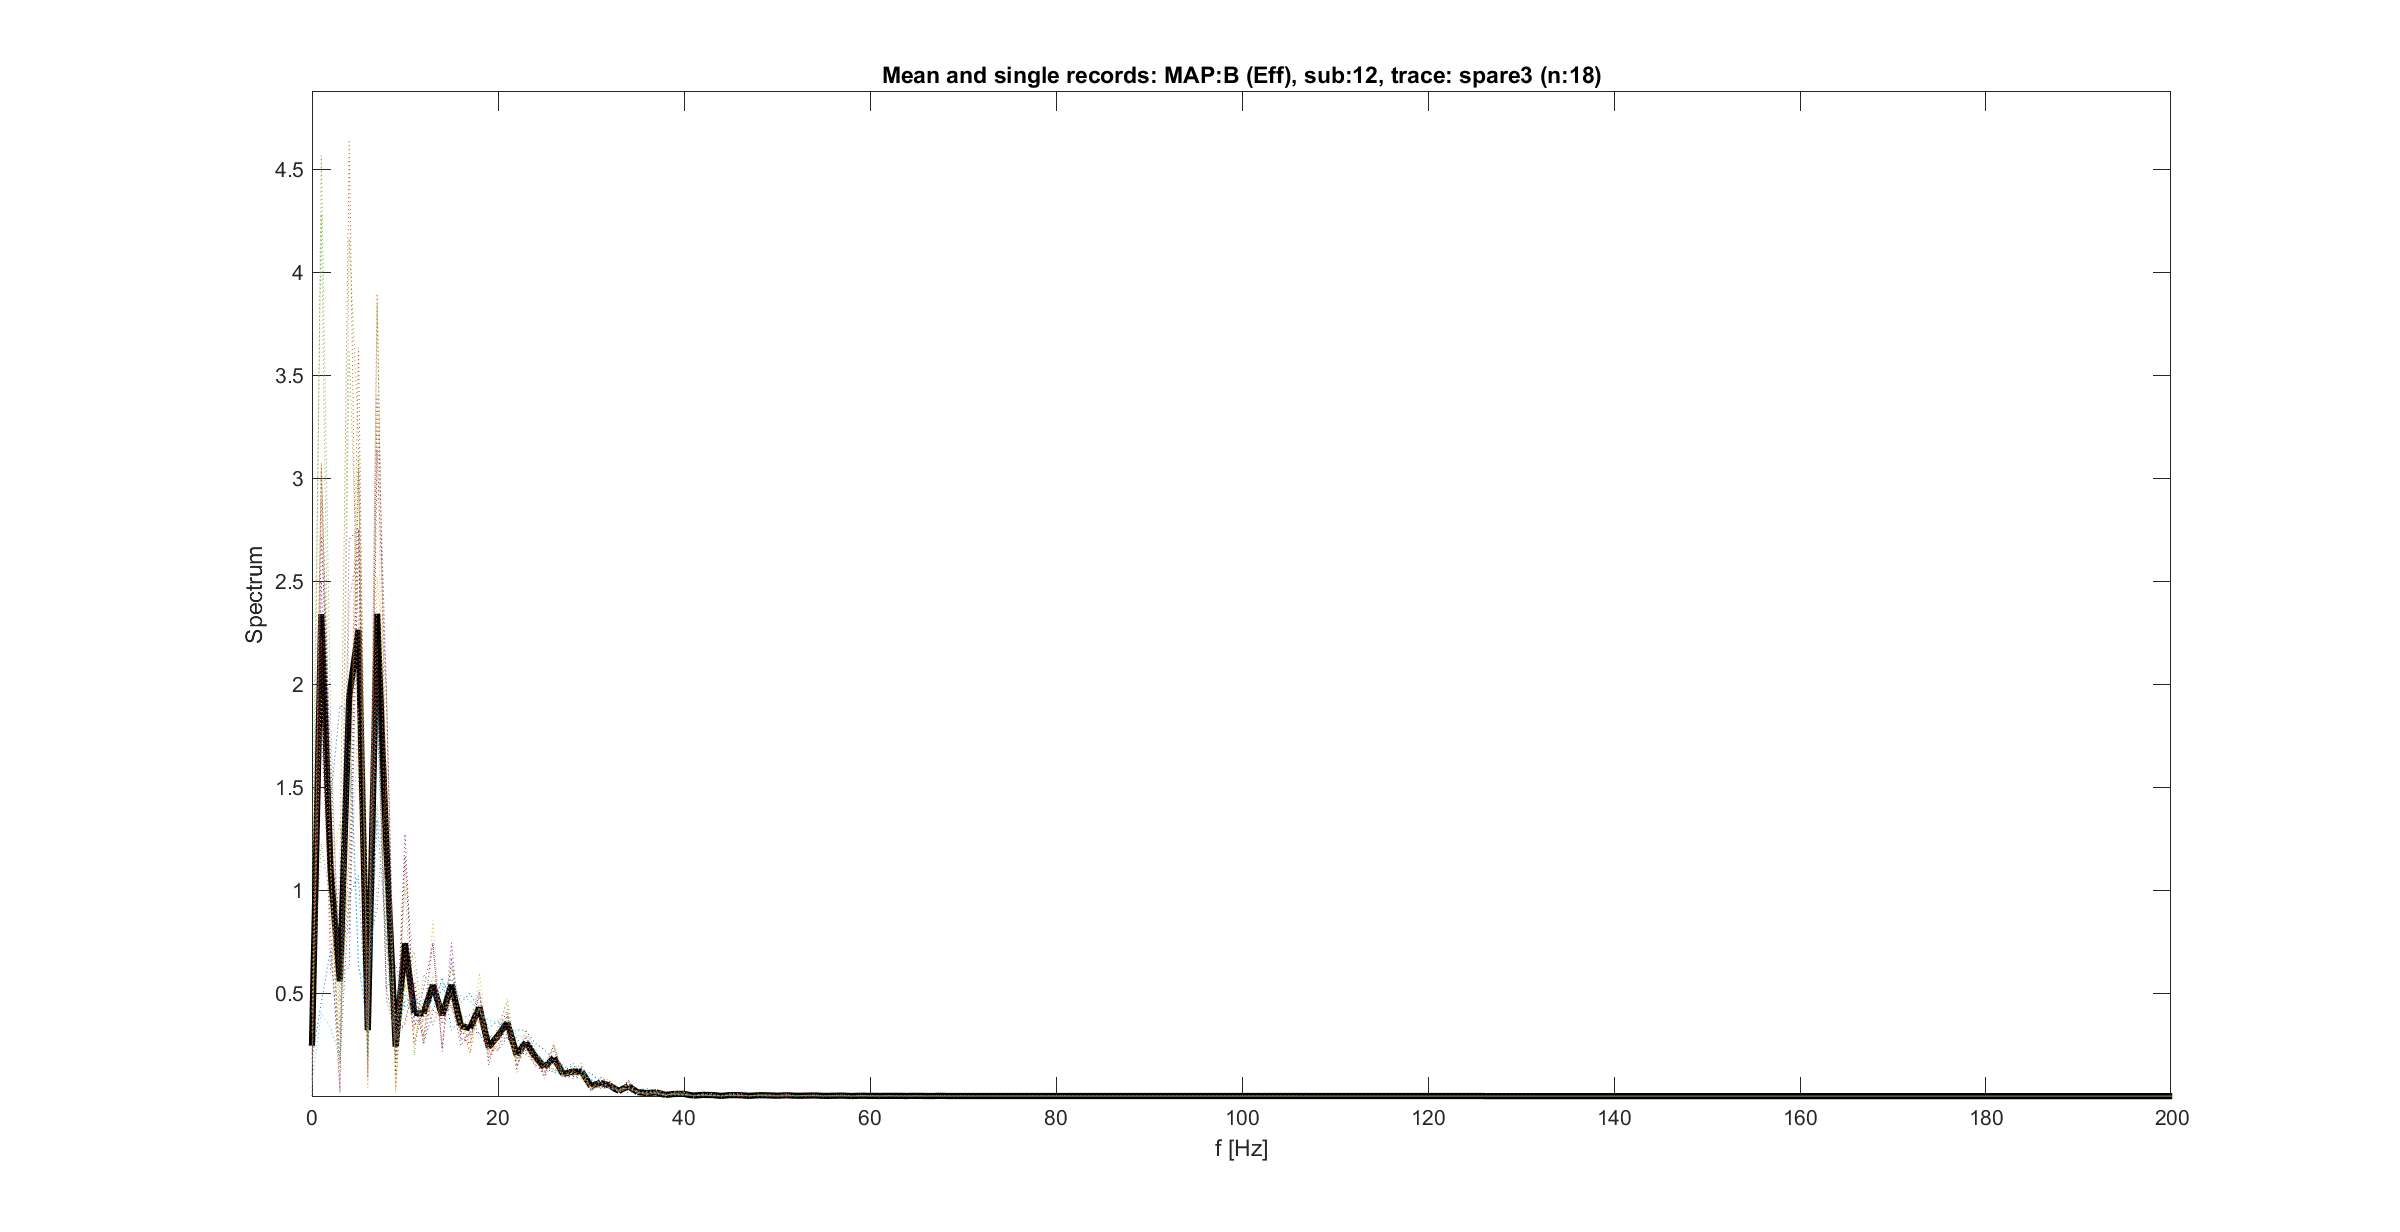 Mean and single records: MAP:B (Eff), sub:12, trace: spare3 (n:18)
4.5
4
3.5
3
2.5
2
1.5
1
0.5
Spectrum
0 20 40 60 80 100 120 140 160 180 200
f [Hz]